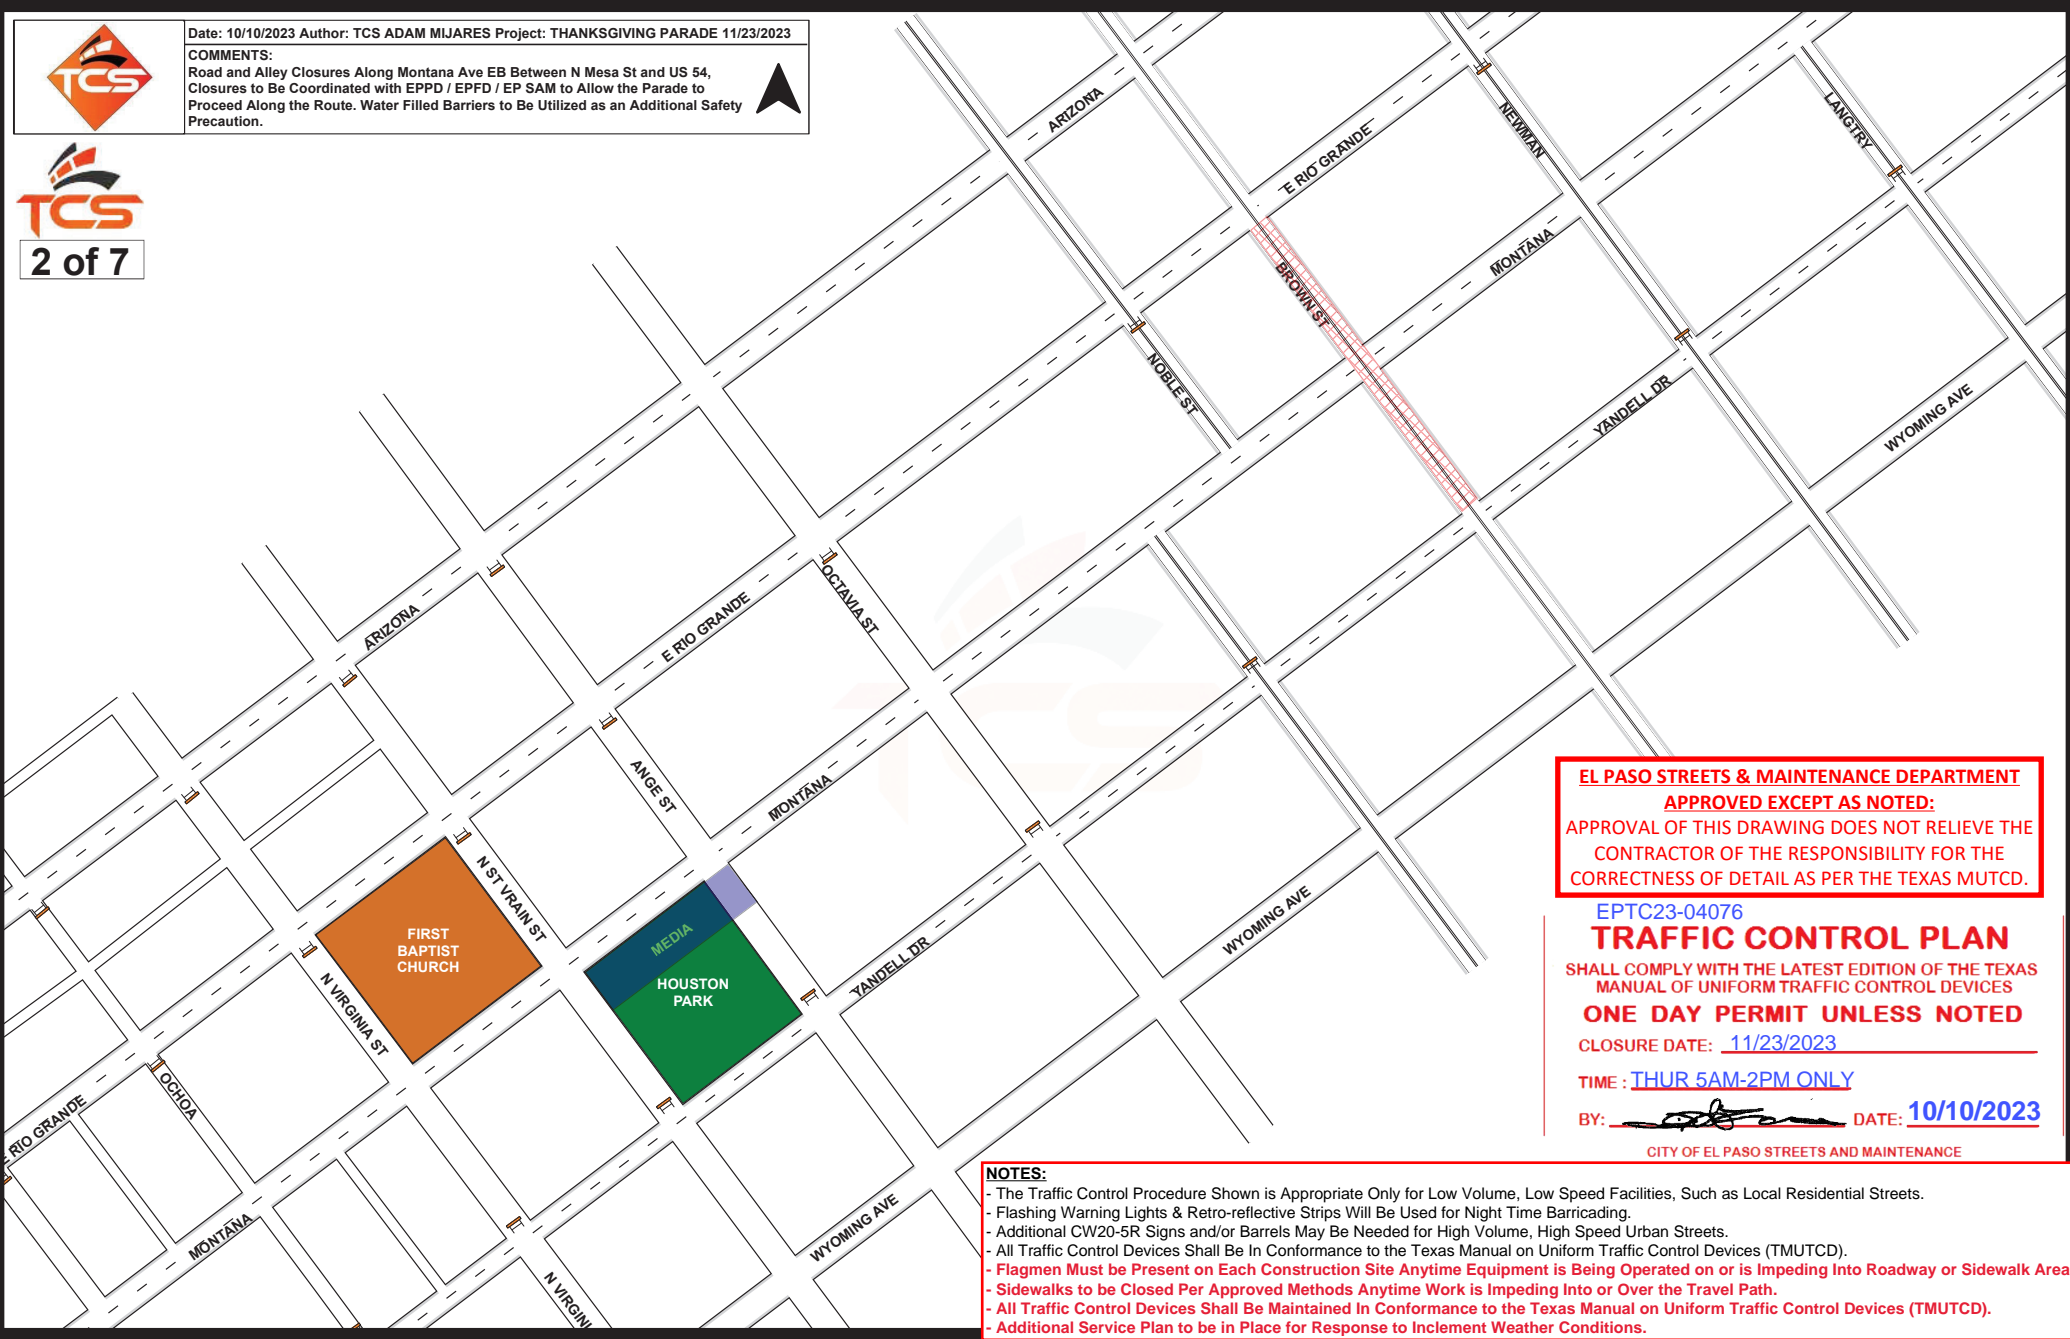 TCS
Date: 10/10/2023 Author: TCS ADAM MIJARES Project: THANKSGIVING PARADE 11/23/2023
COMMENTS:
Road and Alley Closures Along Montana Ave EB Between N Mesa St and US 54,
Closures to Be Coordinated with EPPD / EPFD / EP SAM to Allow the Parade to
Proceed Along the Route. Water Filled Barriers to Be Utilized as an Additional Safety
Precaution.
TCS
2 of 7
ARIZONA
E RIO GRANDE
NEWMAN
LANGTRY
MONTANA
BROWN ST
NOBLE ST
YANDELL DR
WYOMING AVE
OCTAVIA ST
ARIZONA
E RIO GRANDE
TCS
ANGE ST
MONTANA
N ST VRAIN ST
FIRST
BAPTIST
CHURCH
MEDIA
HOUSTON
PARK
YANDELL DR
WYOMING AVE
N VIRGINIA ST
OCHOA
E RIO GRANDE
MONTANA
WYOMING AVE
N VIRGINI
EL PASO STREETS & MAINTENANCE DEPARTMENT
APPROVED EXCEPT AS NOTED:
APPROVAL OF THIS DRAWING DOES NOT RELIEVE THE
CONTRACTOR OF THE RESPONSIBILITY FOR THE
CORRECTNESS OF DETAIL AS PER THE TEXAS MUTCD.
EPTC23-04076
TRAFFIC CONTROL PLAN
SHALL COMPLY WITH THE LATEST EDITION OF THE TEXAS
MANUAL OF UNIFORM TRAFFIC CONTROL DEVICES
ONE DAY PERMIT UNLESS NOTED
CLOSURE DATE: 11/23/2023
TIME : THUR 5AM-2PM ONLY
BY: DATE: 10/10/2023
CITY OF EL PASO STREETS AND MAINTENANCE
NOTES:
- The Traffic Control Procedure Shown is Appropriate Only for Low Volume, Low Speed Facilities, Such as Local Residential Streets.
- Flashing Warning Lights & Retro-reflective Strips Will Be Used for Night Time Barricading.
- Additional CW20-5R Signs and/or Barrels May Be Needed for High Volume, High Speed Urban Streets.
- All Traffic Control Devices Shall Be In Conformance to the Texas Manual on Uniform Traffic Control Devices (TMUTCD).
- Flagmen Must be Present on Each Construction Site Anytime Equipment is Being Operated on or is Impeding Into Roadway or Sidewalk Area
- Sidewalks to be Closed Per Approved Methods Anytime Work is Impeding Into or Over the Travel Path.
- All Traffic Control Devices Shall Be Maintained In Conformance to the Texas Manual on Uniform Traffic Control Devices (TMUTCD).
- Additional Service Plan to be in Place for Response to Inclement Weather Conditions.